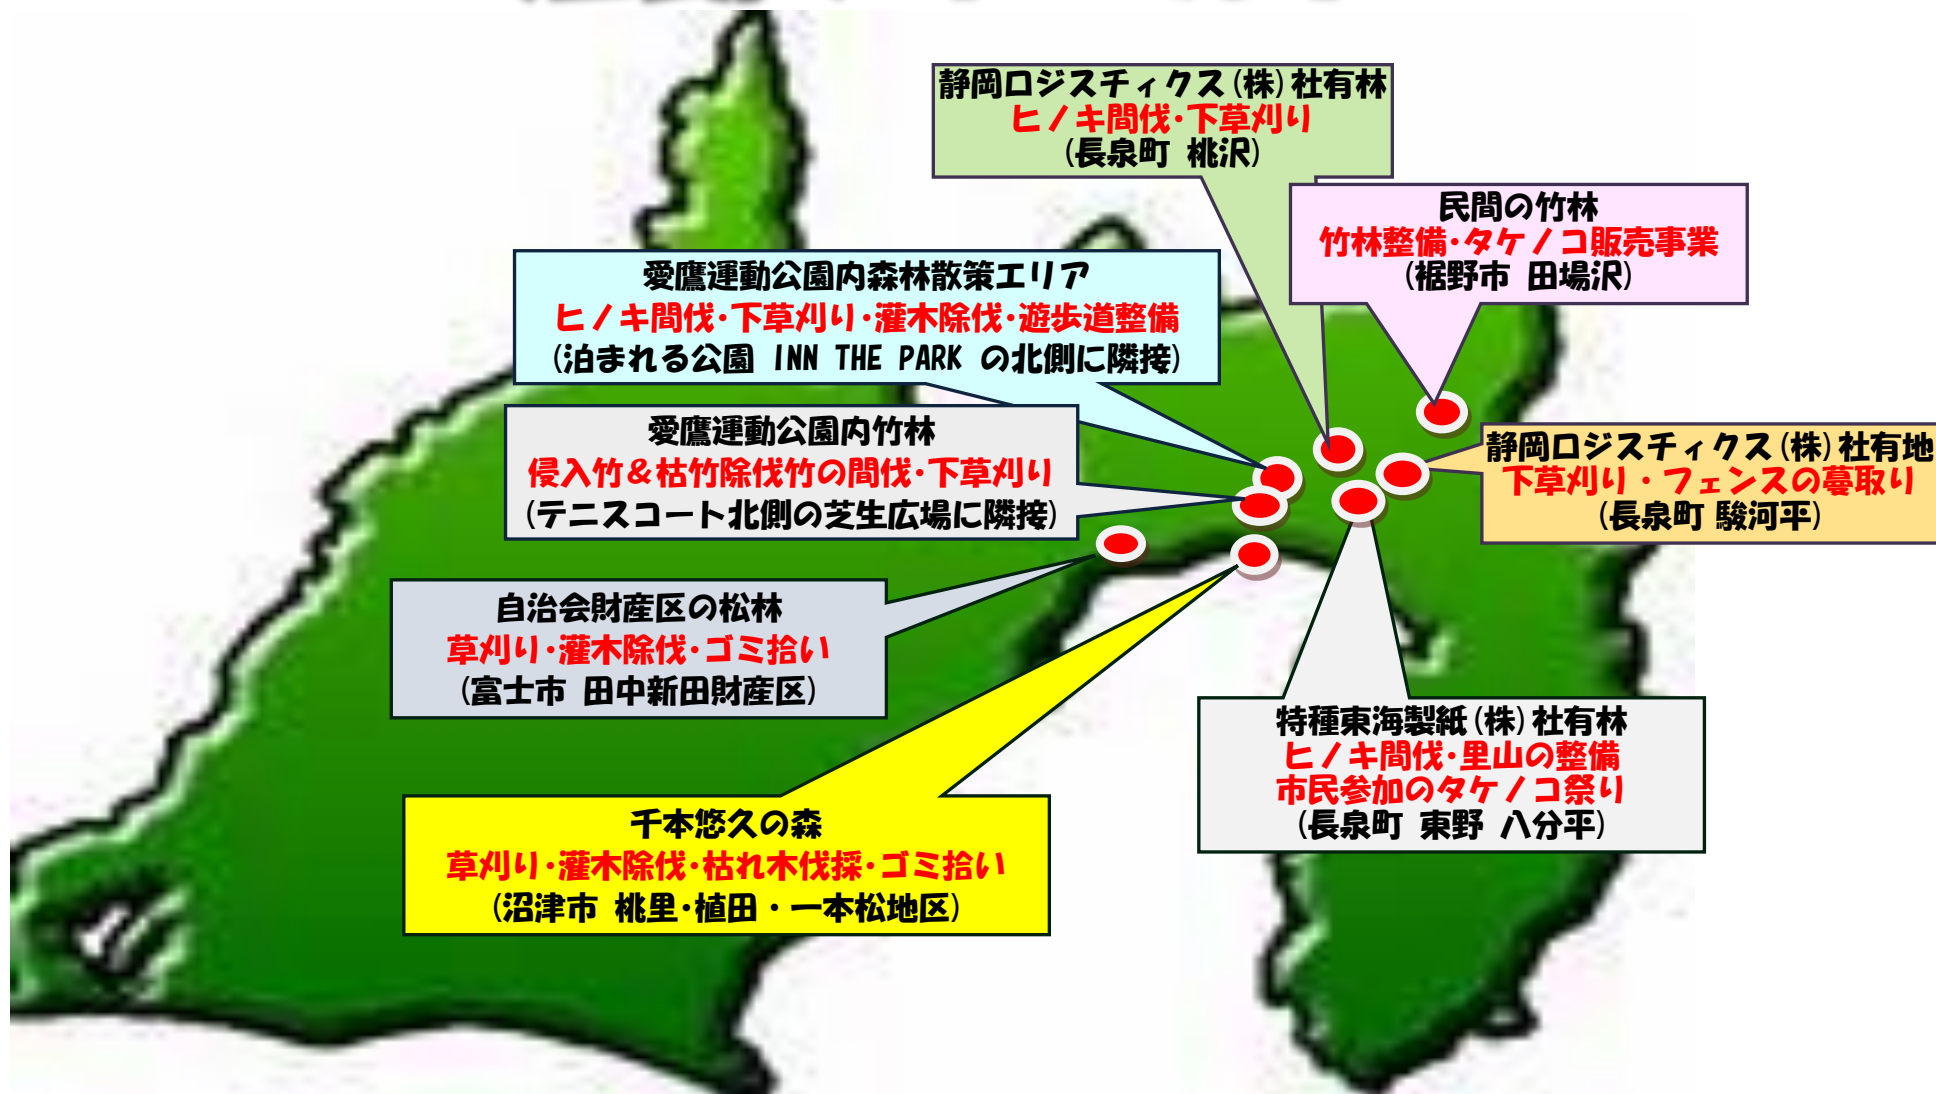 静岡ロジスティクス(株)社有林
ヒノキ間伐･下草刈り
(長泉町 桃沢)
民間の竹林
竹林整備･タケノコ販売事業
(裾野市 田場沢)
愛鷹運動公園内森林散策エリア
ヒノキ間伐･下草刈り･灌木除伐･遊歩道整備
(泊まれる公園 INN THE PARK の北側に隣接)
愛鷹運動公園内竹林
侵入竹＆枯竹除伐竹の間伐･下草刈り
(テニスコート北側の芝生広場に隣接)
静岡ロジスティクス(株)社有地
下草刈り・フェンスの蔓取り
(長泉町 駿河平)
自治会財産区の松林
草刈り･灌木除伐･ゴミ拾い
(富士市 田中新田財産区)
特種東海製紙(株)社有林
ヒノキ間伐･里山の整備
市民参加のタケノコ祭り
(長泉町 東野 八分平)
千本悠久の森
草刈り･灌木除伐･枯れ木伐採･ゴミ拾い
(沼津市 桃里･植田・一本松地区)